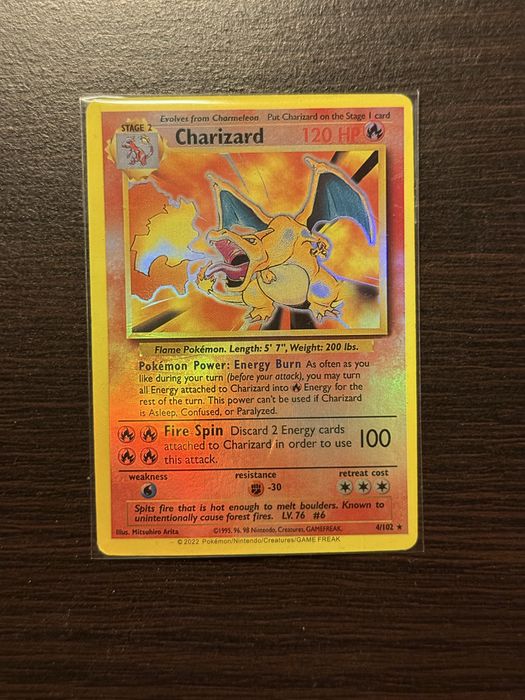 Evolves from Charmeleon Put Charizard on the Stage 1 card
STAGE 2
Charizard 120 HP
Flame Pokémon. Length: 5' 7", Weight: 200 lbs.
Pokémon Power: Energy Burn As often as you
like during your turn (before your attack), you may turn
all Energy attached to Charizard into Energy for the
rest of the turn. This power can't be used if Charizard
is Asleep, Confused, or Paralyzed.
Fire Spin Discard 2 Energy cards
attached to Charizard in order to use 100
this attack.
weakness resistance retreat cost
-30
Spits fire that is hot enough to melt boulders. Known to
unintentionally cause forest fires. LV. 76 #6
Illus. Mitsuhiro Arita ©1995, 96, 98 Nintendo, Creatures, GAMEFREAK. 4/102 ★
© 2022 Pokémon/Nintendo/Creatures/GAME FREAK